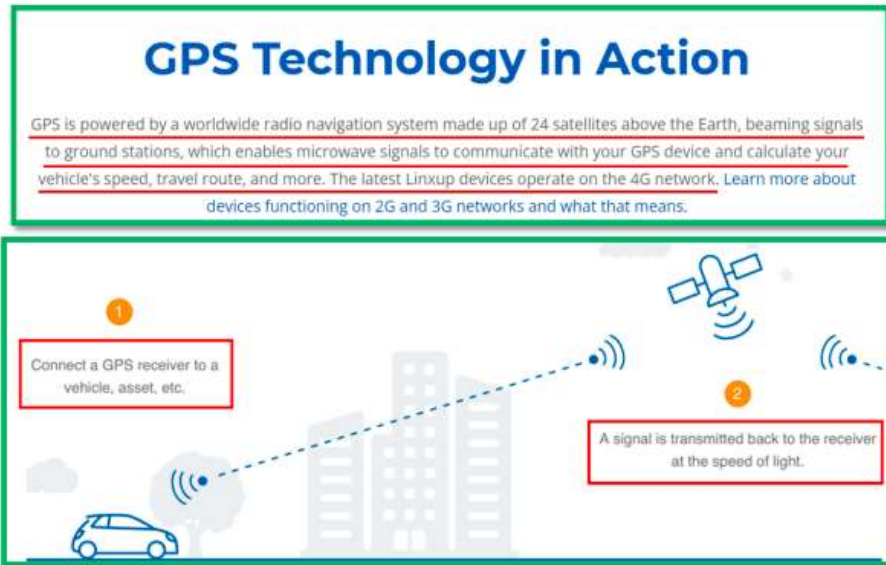 GPS Technology in Action
GPS is powered by a worldwide radio navigation system made up of 24 satellites above the Earth, beaming signals
to ground stations, which enables microwave signals to communicate with your GPS device and calculate your
vehicle's speed, travel route, and more. The latest Linxup devices operate on the 4G network. Learn more about
devices functioning on 2G and 3G networks and what that means.
1
Connect a GPS receiver to a
vehicle, asset, etc.
2
A signal is transmitted back to the receiver
at the speed of light.